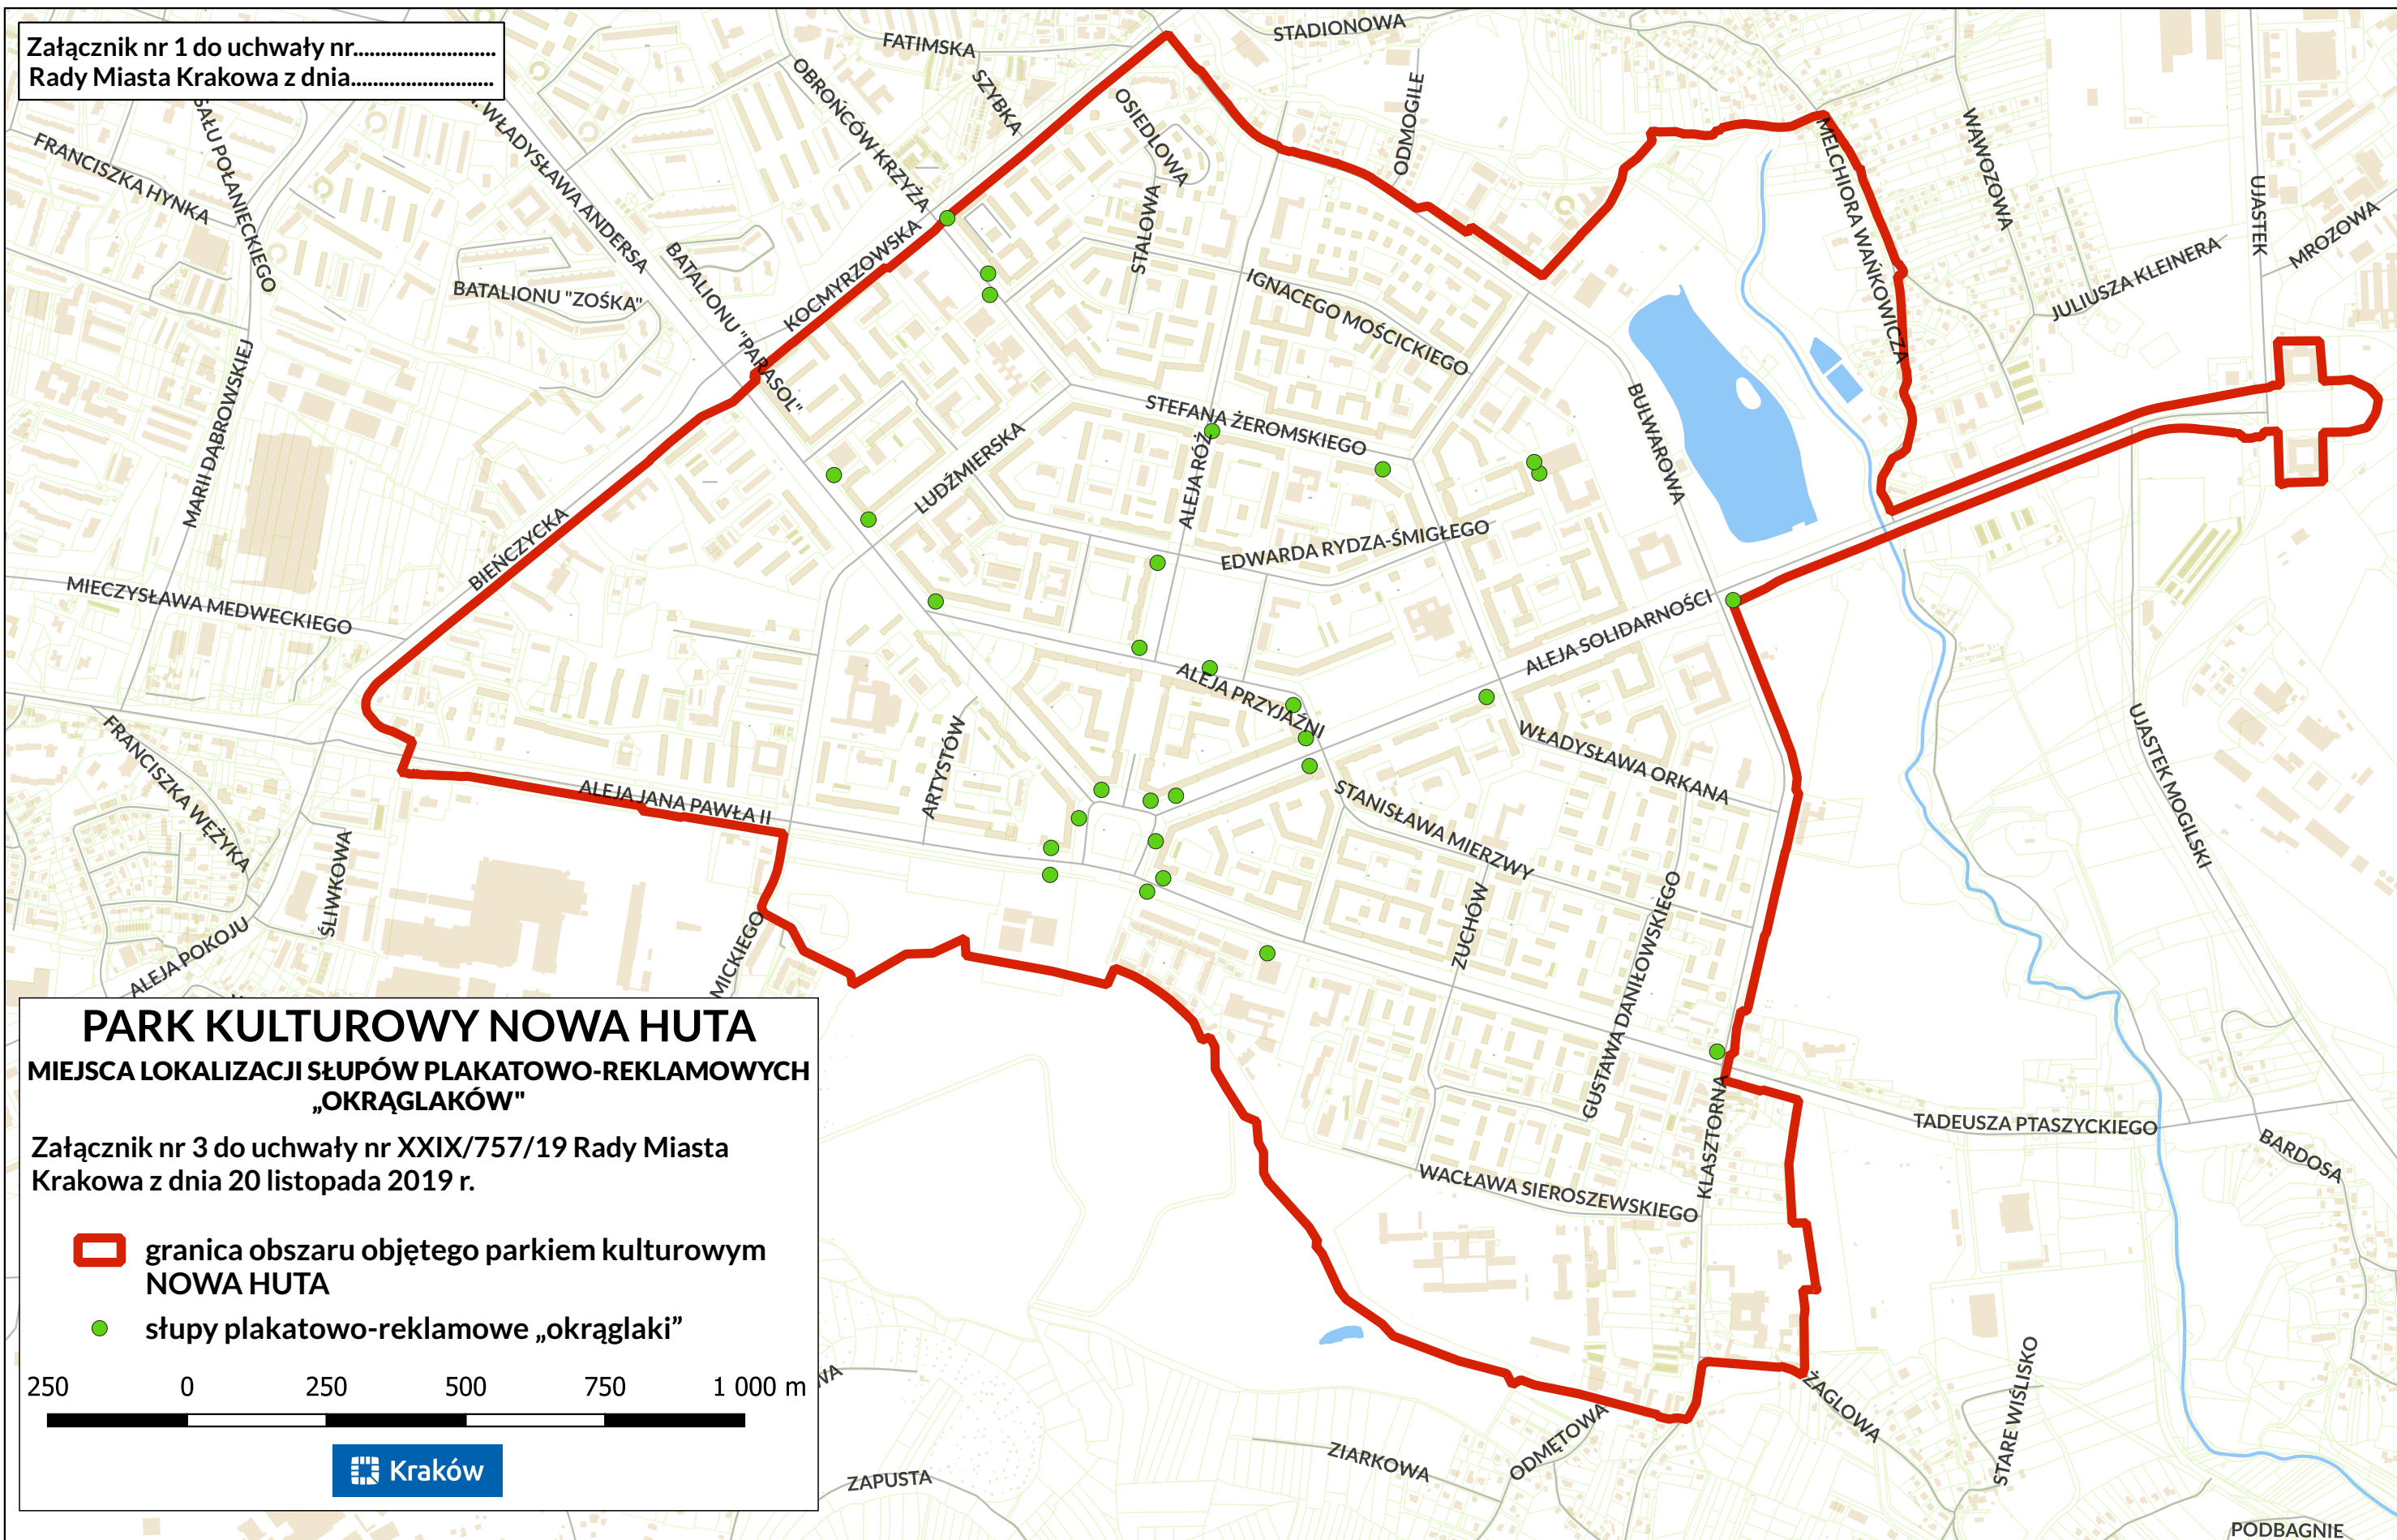 Załącznik nr 1 do uchwały nr..........................
Rady Miasta Krakowa z dnia..........................
STADIONOWA
FATIMSKA
SZYBKA
OBROŃCÓW KRZYŻA
OSIEDLOWA
ODMOGILE
WŁADYSŁAWA ANDERSA
POŁANIECKIEGO
FRANCISZKA HYNKA
MELCHIORA WAŃKOWICZA
WĄWOZOWA
UJASTEK
MROZOWA
JULIUSZA KLEINERA
STALOWA
KOCMYRZOWSKA
BATALIONU "ZOŚKA"
BATALIONU "PARASOL"
IGNACEGO MOŚCICKIEGO
MARII DĄBROWSKIEJ
STEFANA ŻEROMSKIEGO
BULWAROWA
LUDŹMIERSKA
ALEJA RÓŻ
BIEŃCZYCKA
EDWARDA RYDZA-ŚMIGŁEGO
MIECZYSŁAWA MEDWECKIEGO
ALEJA SOLIDARNOŚCI
ALEJA PRZYJAŹNI
FRANCISZKA WĘŻYKA
ARTYSTÓW
WŁADYSŁAWA ORKANA
UJASTEK MOGILSKI
ALEJA JANA PAWŁA II
STANISŁAWA MIERZWY
ŚLIWKOWA
ZUCHÓW
GUSTAWA DANIŁOWSKIEGO
ALEJA POKOJU
MICKIEGO
KLASZTORNA
TADEUSZA PTASZYCKIEGO
BARDOSA
WACŁAWA SIEROSZEWSKIEGO
PARK KULTUROWY NOWA HUTA
MIEJSCA LOKALIZACJI SŁUPÓW PLAKATOWO-REKLAMOWYCH
„OKRĄGLAKÓW"
Załącznik nr 3 do uchwały nr XXIX/757/19 Rady Miasta
Krakowa z dnia 20 listopada 2019 r.
granica obszaru objętego parkiem kulturowym
NOWA HUTA
słupy plakatowo-reklamowe „okrąglaki”
250 0 250 500 750 1 000 m
Kraków
WA
ŻAGLOWA
STARE WIŚLISKO
ODMĘTOWA
ZIARKOWA
ZAPUSTA
PODBAGNIE